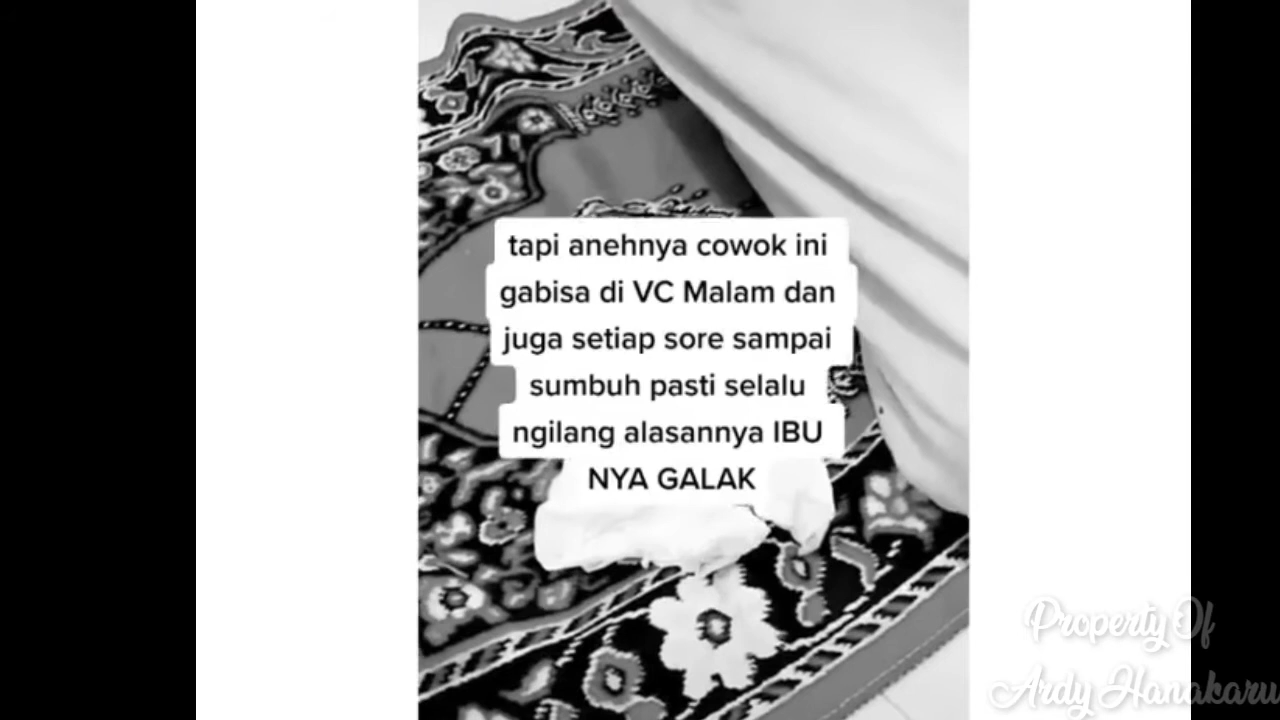 tapi anehnya cowok ini
gabisa di VC Malam dan
juga setiap sore sampai
sumbuh pasti selalu
ngilang alasannya IBU
NYA GALAK
Property Of
Ardy Hanakaru